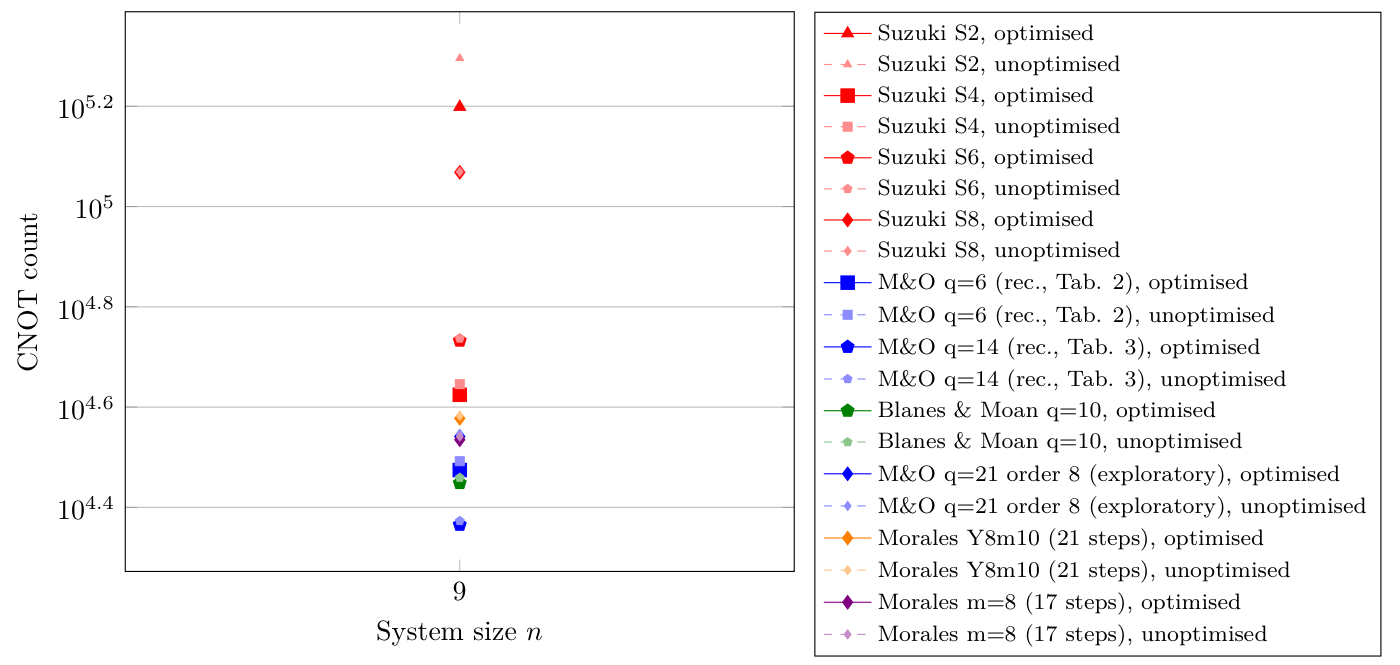 10^5.2
10^5
10^4.8
10^4.6
10^4.4
CNOT count
9
System size n
Suzuki S2, optimised
Suzuki S2, unoptimised
Suzuki S4, optimised
Suzuki S4, unoptimised
Suzuki S6, optimised
Suzuki S6, unoptimised
Suzuki S8, optimised
Suzuki S8, unoptimised
M&O q=6 (rec., Tab. 2), optimised
M&O q=6 (rec., Tab. 2), unoptimised
M&O q=14 (rec., Tab. 3), optimised
M&O q=14 (rec., Tab. 3), unoptimised
Blanes & Moan q=10, optimised
Blanes & Moan q=10, unoptimised
M&O q=21 order 8 (exploratory), optimised
M&O q=21 order 8 (exploratory), unoptimised
Morales Y8m10 (21 steps), optimised
Morales Y8m10 (21 steps), unoptimised
Morales m=8 (17 steps), optimised
Morales m=8 (17 steps), unoptimised